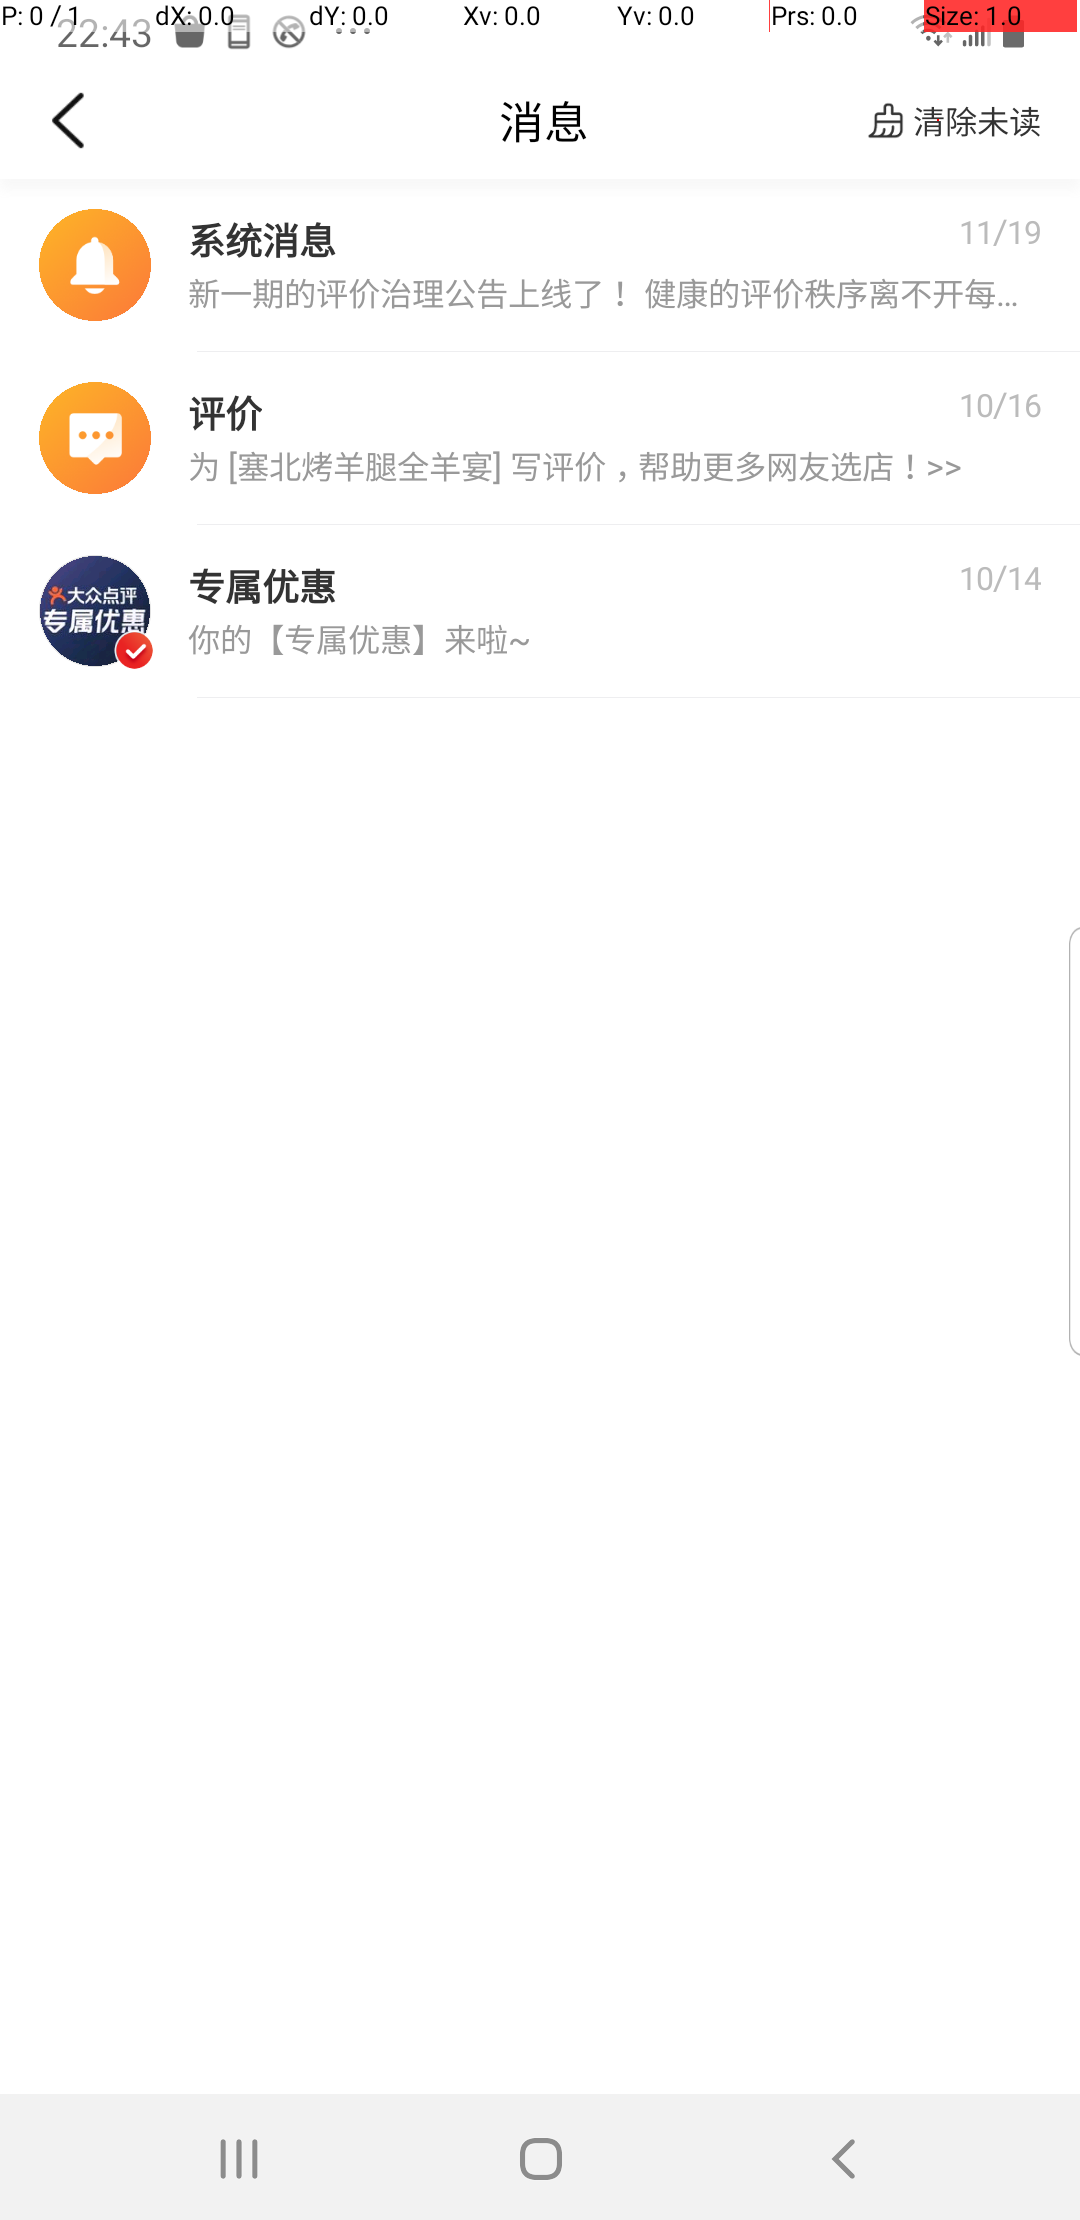 P: 0 / 1 dX: 0.0 dY: 0.0 Xv: 0.0 Yv: 0.0 Prs: 0.0 Size: 1.0
22:43
消息 清除未读
系统消息 11/19
新一期的评价治理公告上线了！ 健康的评价秩序离不开每...
评价 10/16
为 [塞北烤羊腿全羊宴] 写评价，帮助更多网友选店！>>
大众点评
专属优惠
专属优惠 10/14
你的【专属优惠】来啦~